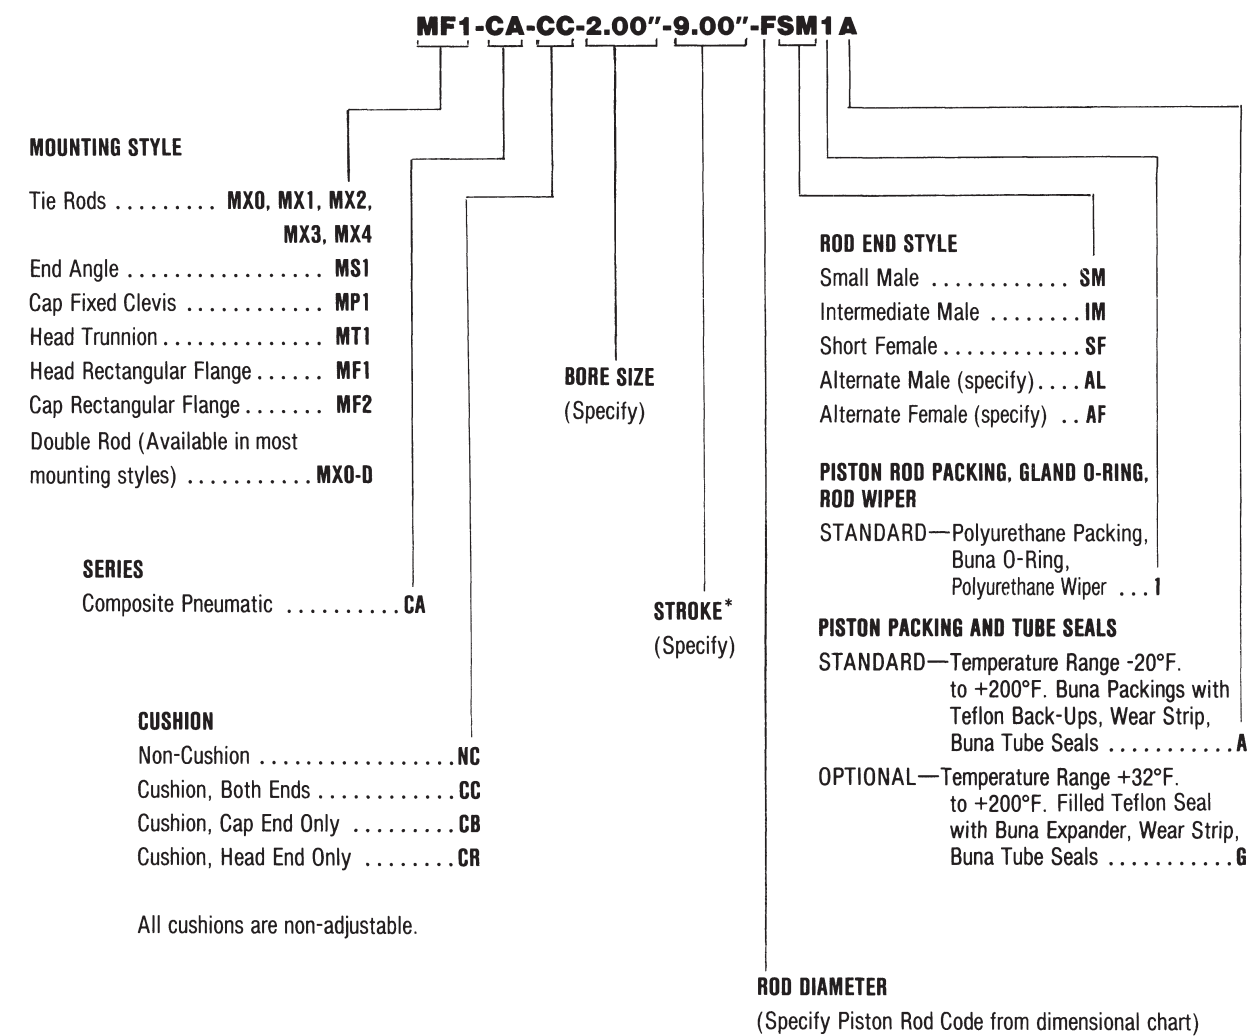 MF1-CA-CC-2.00"-9.00"-FSM1A
MOUNTING STYLE
Tie Rods ......... MX0, MX1, MX2,
MX3, MX4
End Angle ................. MS1
Cap Fixed Clevis ............ MP1
Head Trunnion .............. MT1
Head Rectangular Flange ...... MF1
Cap Rectangular Flange ....... MF2
Double Rod (Available in most
mounting styles) ........... MX0-D
SERIES
Composite Pneumatic .......... CA
CUSHION
Non-Cushion ................. NC
Cushion, Both Ends ............ CC
Cushion, Cap End Only ......... CB
Cushion, Head End Only ........ CR
All cushions are non-adjustable.
BORE SIZE
(Specify)
STROKE*
(Specify)
ROD END STYLE
Small Male ............ SM
Intermediate Male ........ IM
Short Female ............ SF
Alternate Male (specify) .... AL
Alternate Female (specify) .. AF
PISTON ROD PACKING, GLAND O-RING,
ROD WIPER
STANDARD—Polyurethane Packing,
Buna O-Ring,
Polyurethane Wiper ... 1
PISTON PACKING AND TUBE SEALS
STANDARD—Temperature Range -20°F.
to +200°F. Buna Packings with
Teflon Back-Ups, Wear Strip,
Buna Tube Seals ........... A
OPTIONAL—Temperature Range +32°F.
to +200°F. Filled Teflon Seal
with Buna Expander, Wear Strip,
Buna Tube Seals ........... G
ROD DIAMETER
(Specify Piston Rod Code from dimensional chart)